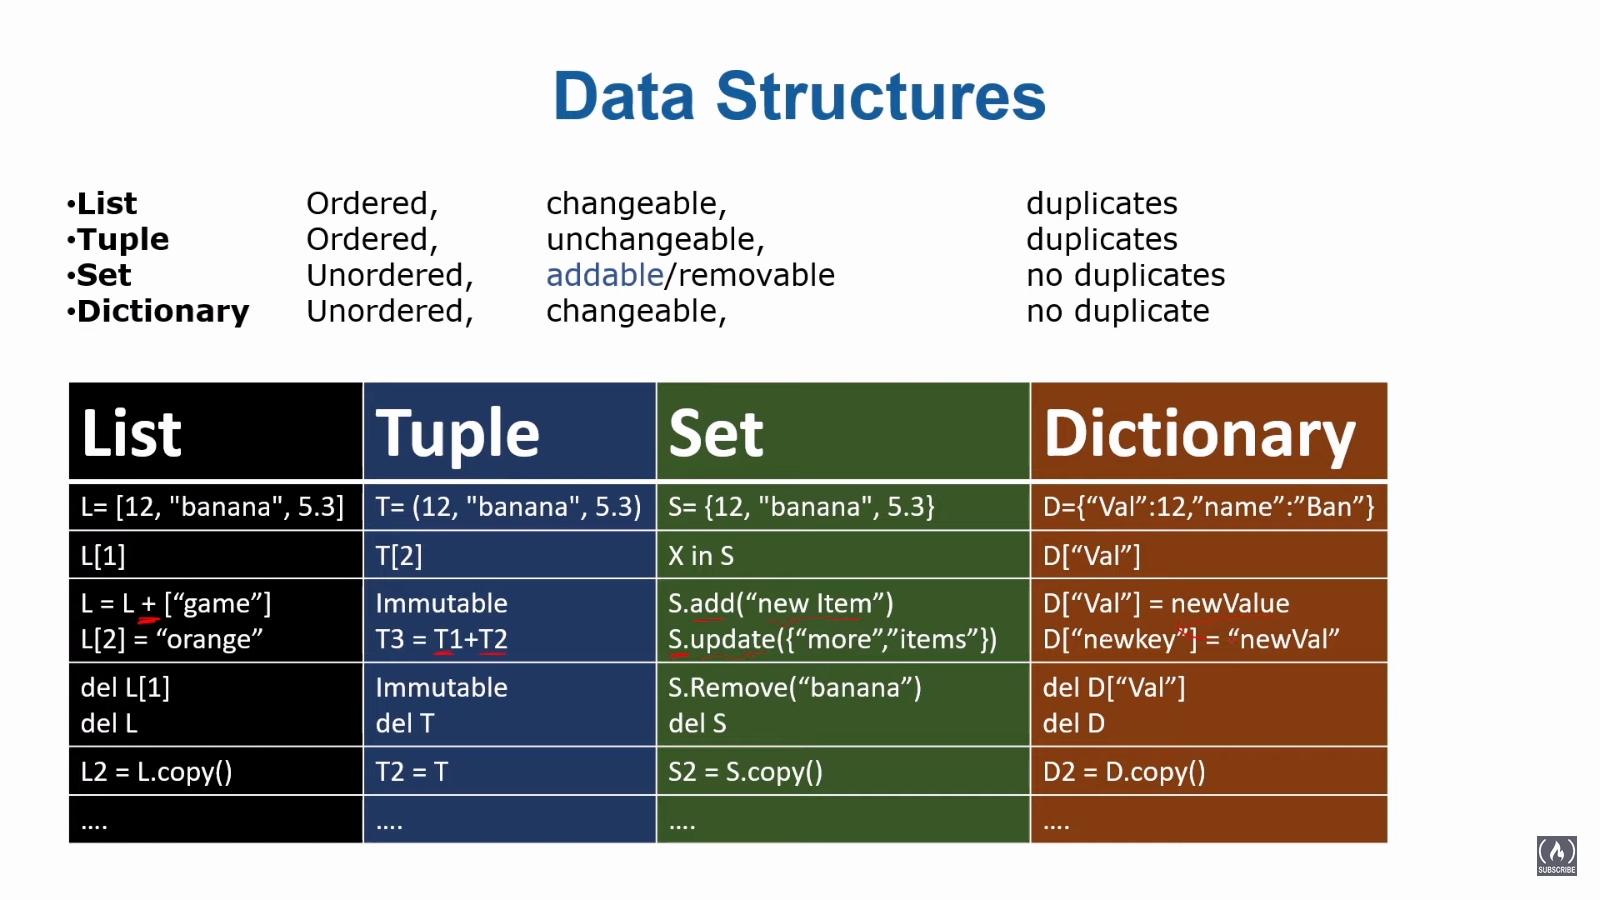 Data Structures
•List Ordered, changeable, duplicates
•Tuple Ordered, unchangeable, duplicates
•Set Unordered, addable/removable no duplicates
•Dictionary Unordered, changeable, no duplicate
List Tuple Set Dictionary
L= [12, "banana", 5.3] T= (12, "banana", 5.3) S= {12, "banana", 5.3} D={“Val”:12,”name”:”Ban”}
L[1] T[2] X in S D[“Val”]
L = L + [“game”] Immutable S.add(“new Item”) D[“Val”] = newValue
L[2] = “orange” T3 = T1+T2 S.update({“more”,”items”}) D[“newkey”] = “newVal”
del L[1] Immutable S.Remove(“banana”) del D[“Val”]
del L del T del S del D
L2 = L.copy() T2 = T S2 = S.copy() D2 = D.copy()
.... .... .... ....
SUBSCRIBE